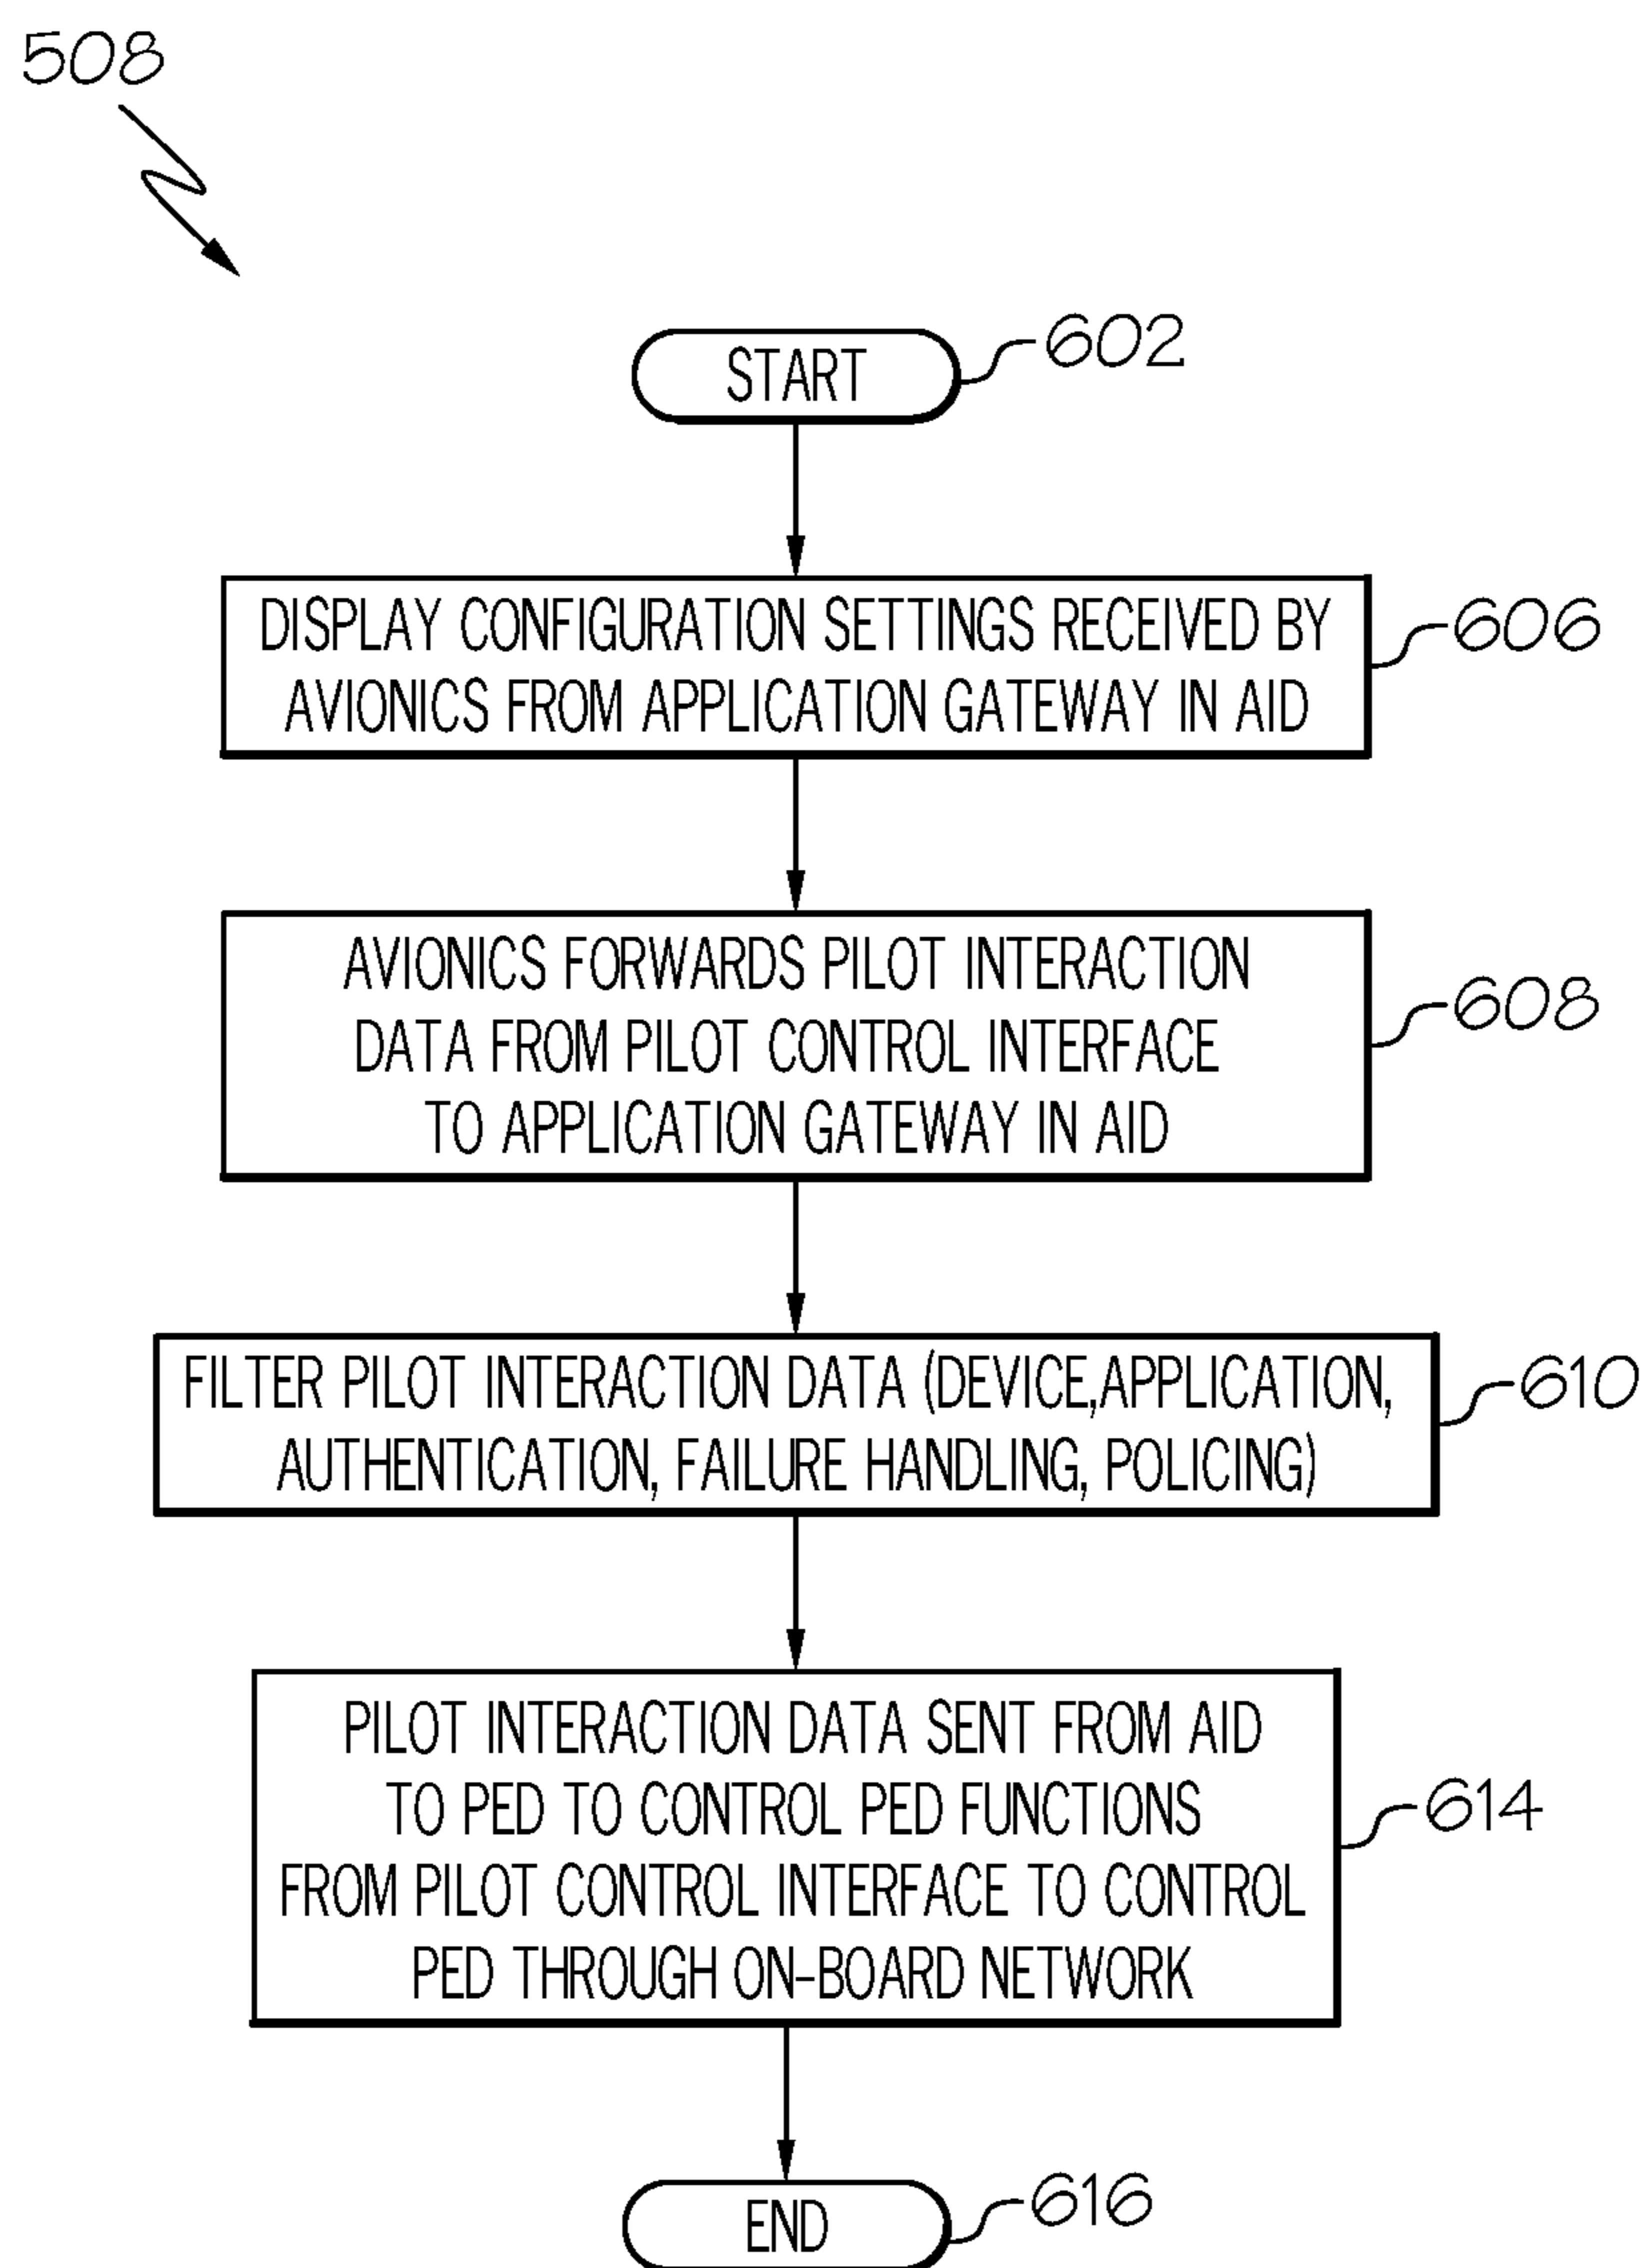 508
START
602
DISPLAY CONFIGURATION SETTINGS RECEIVED BY
AVIONICS FROM APPLICATION GATEWAY IN AID
606
AVIONICS FORWARDS PILOT INTERACTION
DATA FROM PILOT CONTROL INTERFACE
TO APPLICATION GATEWAY IN AID
608
FILTER PILOT INTERACTION DATA (DEVICE,APPLICATION,
AUTHENTICATION, FAILURE HANDLING, POLICING)
610
PILOT INTERACTION DATA SENT FROM AID
TO PED TO CONTROL PED FUNCTIONS
FROM PILOT CONTROL INTERFACE TO CONTROL
PED THROUGH ON-BOARD NETWORK
614
END
616